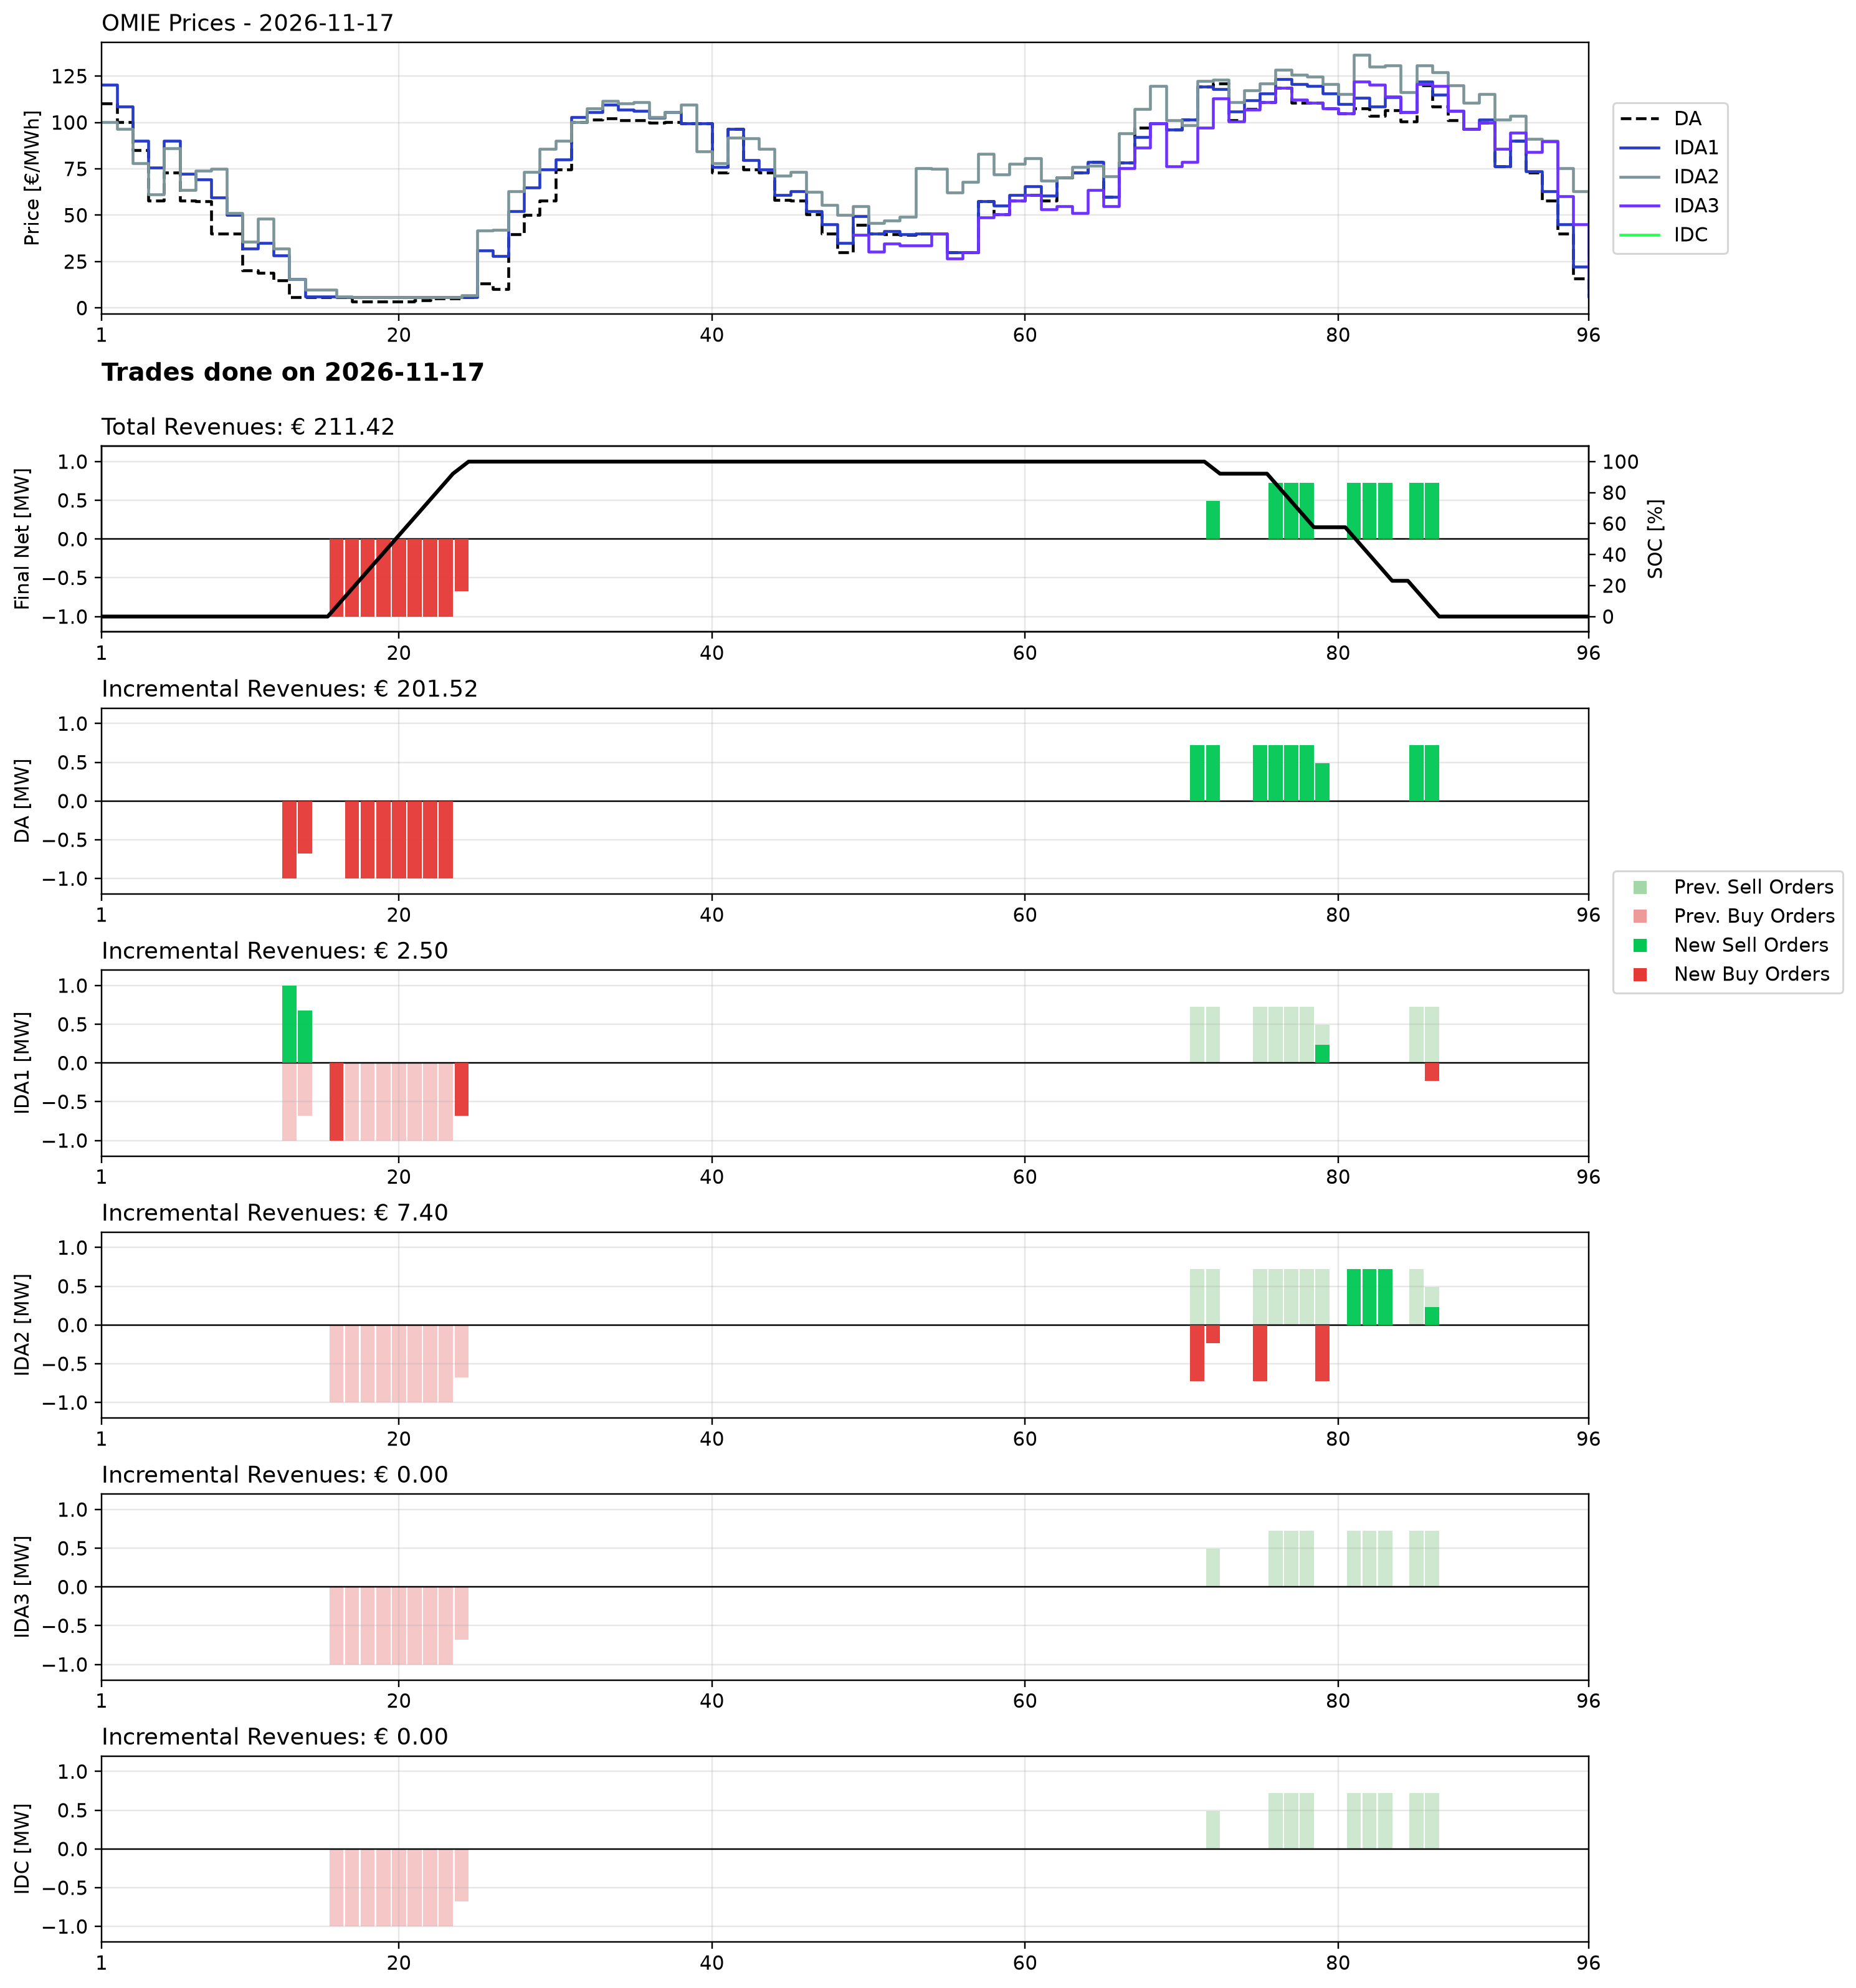 OMIE Prices - 2026-11-17
Price [€/MWh]
125
100
75
50
25
0
1 20 40 60 80 96
DA
IDA1
IDA2
IDA3
IDC
Trades done on 2026-11-17
Total Revenues: € 211.42
Final Net [MW]
1.0
0.5
0.0
−0.5
−1.0
100
80
60
40
20
0
SOC [%]
1 20 40 60 80 96
Incremental Revenues: € 201.52
DA [MW]
1.0
0.5
0.0
−0.5
−1.0
1 20 40 60 80 96
Prev. Sell Orders
Prev. Buy Orders
New Sell Orders
New Buy Orders
Incremental Revenues: € 2.50
IDA1 [MW]
1.0
0.5
0.0
−0.5
−1.0
1 20 40 60 80 96
Incremental Revenues: € 7.40
IDA2 [MW]
1.0
0.5
0.0
−0.5
−1.0
1 20 40 60 80 96
Incremental Revenues: € 0.00
IDA3 [MW]
1.0
0.5
0.0
−0.5
−1.0
1 20 40 60 80 96
Incremental Revenues: € 0.00
IDC [MW]
1.0
0.5
0.0
−0.5
−1.0
1 20 40 60 80 96